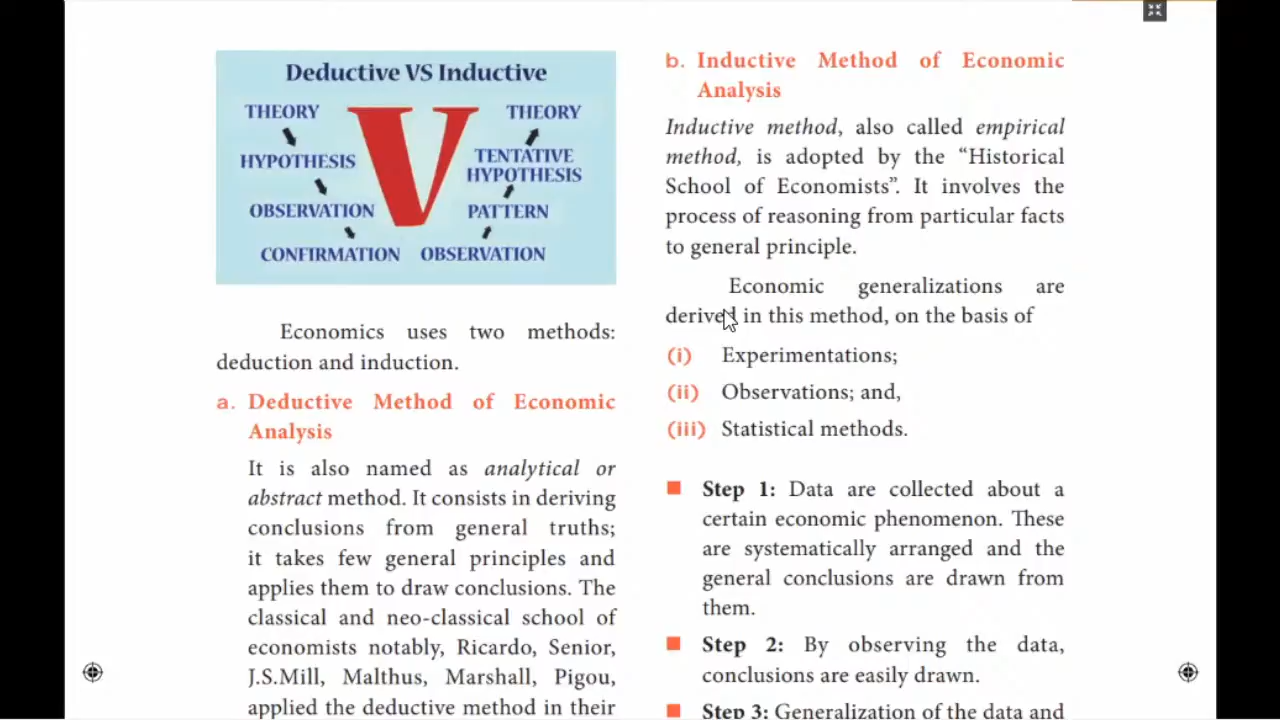 Deductive VS Inductive
THEORY
HYPOTHESIS
OBSERVATION
CONFIRMATION
V
THEORY
TENTATIVE
HYPOTHESIS
PATTERN
OBSERVATION
Economics uses two methods:
deduction and induction.
a. Deductive Method of Economic
Analysis
It is also named as analytical or
abstract method. It consists in deriving
conclusions from general truths;
it takes few general principles and
applies them to draw conclusions. The
classical and neo-classical school of
economists notably, Ricardo, Senior,
J.S.Mill, Malthus, Marshall, Pigou,
applied the deductive method in their
b. Inductive Method of Economic
Analysis
Inductive method, also called empirical
method, is adopted by the “Historical
School of Economists”. It involves the
process of reasoning from particular facts
to general principle.
Economic generalizations are
derived in this method, on the basis of
(i) Experimentations;
(ii) Observations; and,
(iii) Statistical methods.
Step 1: Data are collected about a
certain economic phenomenon. These
are systematically arranged and the
general conclusions are drawn from
them.
Step 2: By observing the data,
conclusions are easily drawn.
Step 3: Generalization of the data and